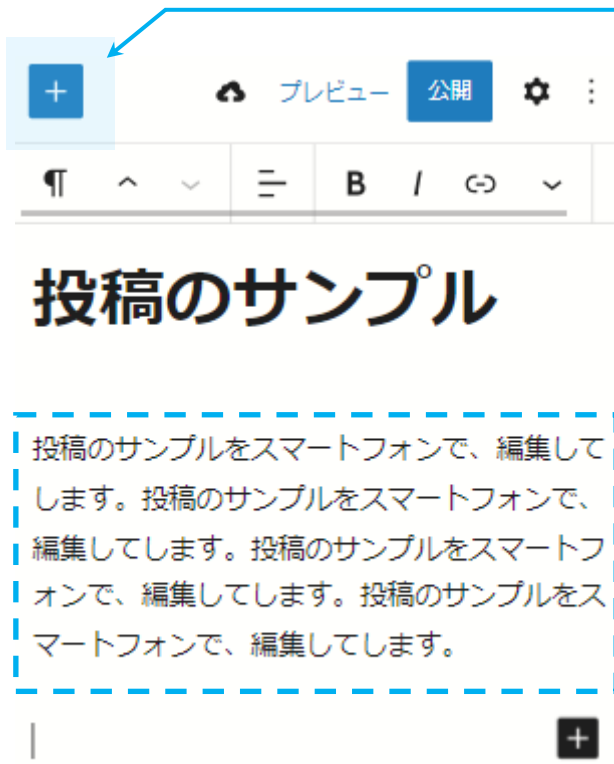 プレビュー 公開
B I
投稿のサンプル
投稿のサンプルをスマートフォンで、編集して
します。投稿のサンプルをスマートフォンで、
編集してします。投稿のサンプルをスマートフ
ォンで、編集してします。投稿のサンプルをス
マートフォンで、編集してします。